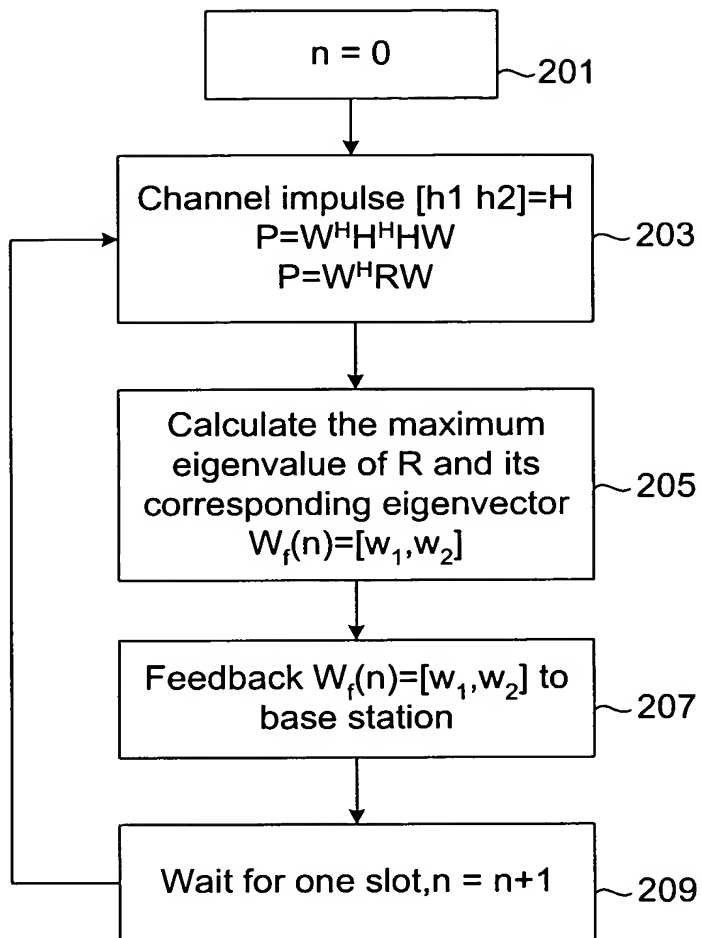 n = 0
201
Channel impulse [h1 h2]=H
P=W^HH^HHW
P=W^HRW
203
Calculate the maximum
eigenvalue of R and its
corresponding eigenvector
W_f(n)=[w_1,w_2]
205
Feedback W_f(n)=[w_1,w_2] to
base station
207
Wait for one slot,n = n+1
209